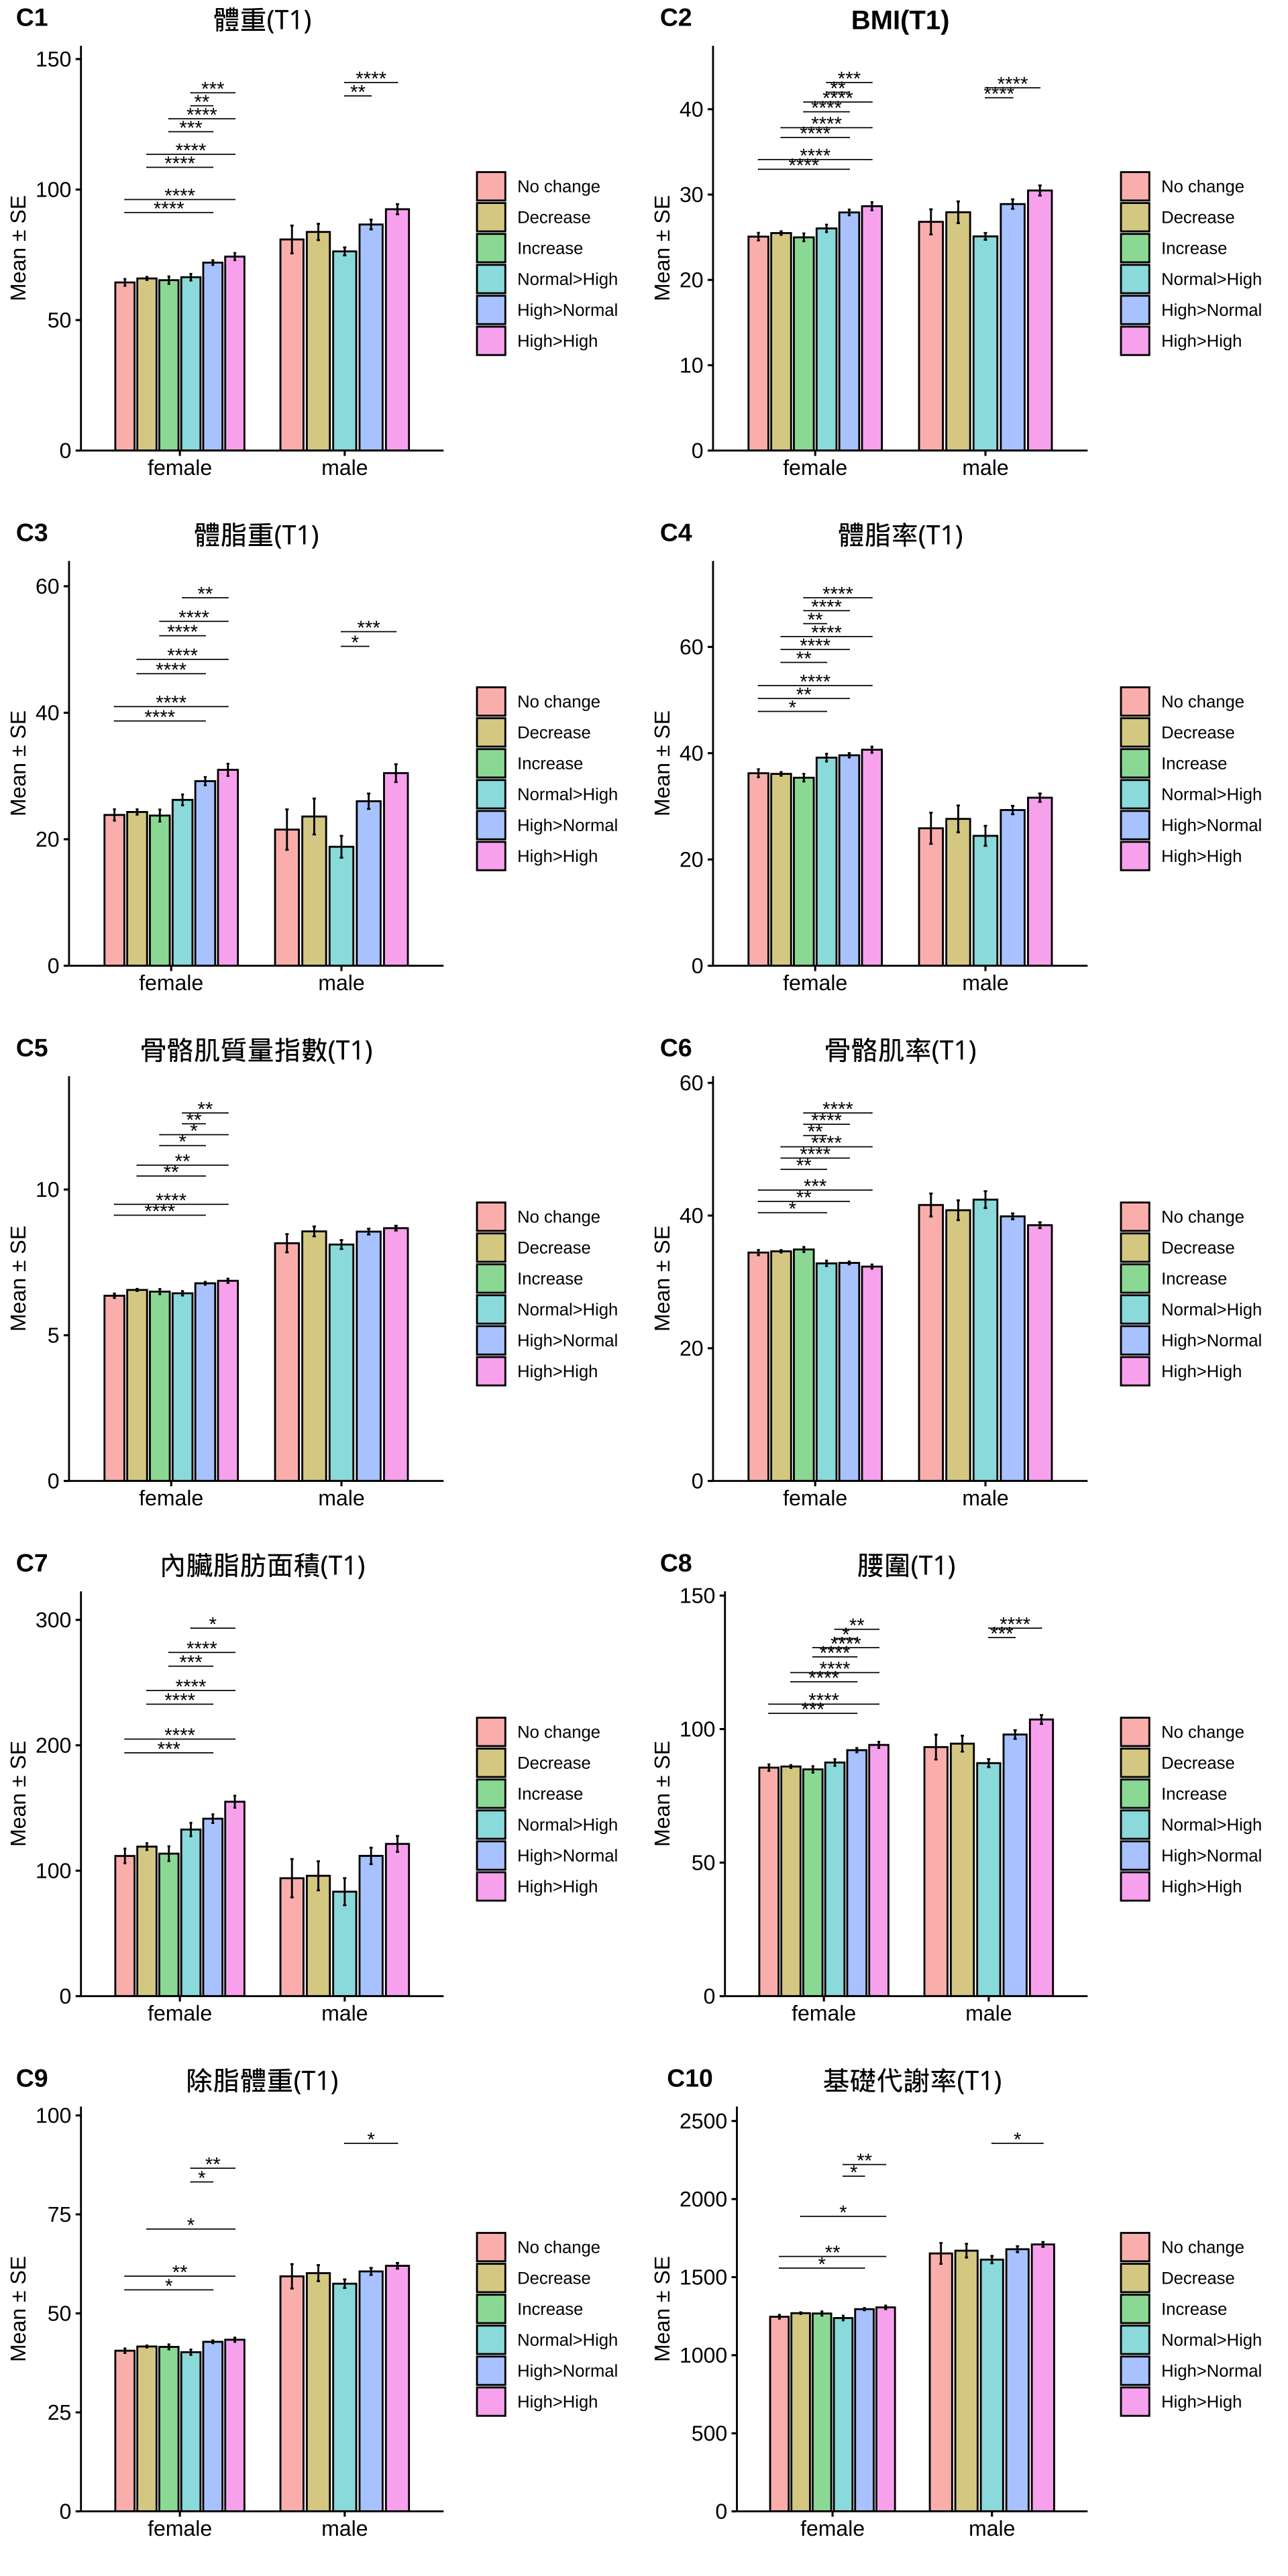 C1
體重(T1)
Mean ± SE
150
100
50
0
***
**
****
***
****
****
****
****
****
**
female
male
No change
Decrease
Increase
Normal>High
High>Normal
High>High
C2
BMI(T1)
Mean ± SE
40
30
20
10
0
***
**
****
****
****
****
****
****
****
****
female
male
No change
Decrease
Increase
Normal>High
High>Normal
High>High
C3
體脂重(T1)
Mean ± SE
60
40
20
0
**
****
****
****
****
****
****
***
*
female
male
No change
Decrease
Increase
Normal>High
High>Normal
High>High
C4
體脂率(T1)
Mean ± SE
60
40
20
0
****
****
**
****
****
**
****
**
*
female
male
No change
Decrease
Increase
Normal>High
High>Normal
High>High
C5
骨骼肌質量指數(T1)
Mean ± SE
10
5
0
**
**
*
*
**
**
****
****
female
male
No change
Decrease
Increase
Normal>High
High>Normal
High>High
C6
骨骼肌率(T1)
Mean ± SE
60
40
20
0
****
****
**
****
****
**
***
**
*
female
male
No change
Decrease
Increase
Normal>High
High>Normal
High>High
C7
內臟脂肪面積(T1)
Mean ± SE
300
200
100
0
*
****
***
****
****
****
***
female
male
No change
Decrease
Increase
Normal>High
High>Normal
High>High
C8
腰圍(T1)
Mean ± SE
150
100
50
0
**
*
****
****
****
****
****
***
****
***
female
male
No change
Decrease
Increase
Normal>High
High>Normal
High>High
C9
除脂體重(T1)
Mean ± SE
100
75
50
25
0
**
*
*
**
*
*
female
male
No change
Decrease
Increase
Normal>High
High>Normal
High>High
C10
基礎代謝率(T1)
Mean ± SE
2500
2000
1500
1000
500
0
**
*
*
**
*
*
female
male
No change
Decrease
Increase
Normal>High
High>Normal
High>High